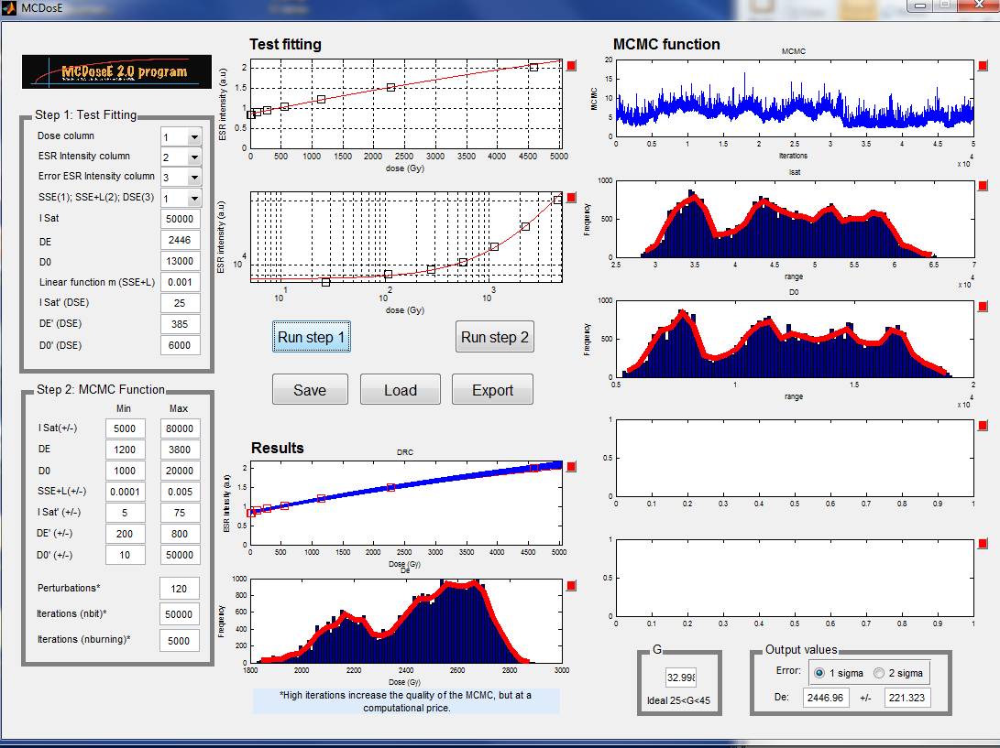 MCDosE
MCDoseE 2.0 program
Step 1: Test Fitting
Dose column
1
ESR Intensity column
2
Error ESR Intensity column
3
SSE(1); SSE+L(2); DSE(3)
1
I Sat
50000
DE
2446
D0
13000
Linear function m (SSE+L)
0.001
I Sat' (DSE)
25
DE' (DSE)
385
D0' (DSE)
6000
Step 2: MCMC Function
Min Max
I Sat(+/-)
5000 80000
DE
1200 3800
D0
1000 20000
SSE+L(+/-)
0.0001 0.005
I Sat' (+/-)
5 75
DE' (+/-)
200 800
D0' (+/-)
10 50000
Perturbations*
120
Iterations (nbit)*
50000
Iterations (nburning)*
5000
Test fitting
ESR intensity (a.u)
2
1.5
1
0.5
0
0 500 1000 1500 2000 2500 3000 3500 4000 4500 5000
dose (Gy)
ESR intensity (a.u)
10 4
10 1 10 2 10 3
dose (Gy)
Run step 1
Run step 2
Save
Load
Export
Results
DRC
ESR Intensity (a.u)
2
1.5
1
0.5
0
0 500 1000 1500 2000 2500 3000 3500 4000 4500 5000
Dose (Gy)
De
Frequency
1000
800
600
400
200
0
1800 2000 2200 2400 2600 2800 3000
Dose (Gy)
*High iterations increase the quality of the MCMC, but at a
computational price.
MCMC function
MCMC
MCMC
20
15
10
5
0
0 0.5 1 1.5 2 2.5 3 3.5 4 4.5 5
Iterations
x 10 4
Isat
Frequency
1000
500
0
2.5 3 3.5 4 4.5 5 5.5 6 6.5 7
range
x 10 4
D0
Frequency
1000
500
0
0.5 1 1.5 2
range
x 10 4
1
0.5
0
0 0.1 0.2 0.3 0.4 0.5 0.6 0.7 0.8 0.9 1
1
0.5
0
0 0.1 0.2 0.3 0.4 0.5 0.6 0.7 0.8 0.9 1
G
Ideal 25<G<45
Output values
Error:
1 sigma
2 sigma
De:
2446.96 +/- 221.323